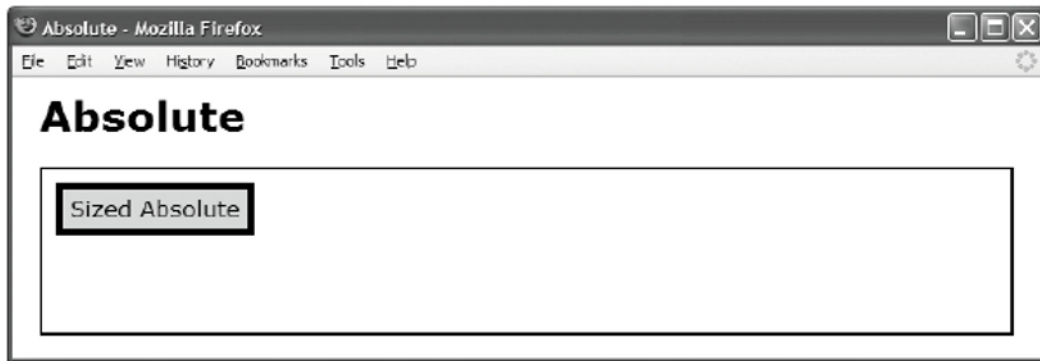 Absolute - Mozilla Firefox
File Edit View History Bookmarks Tools Help
Absolute
Sized Absolute